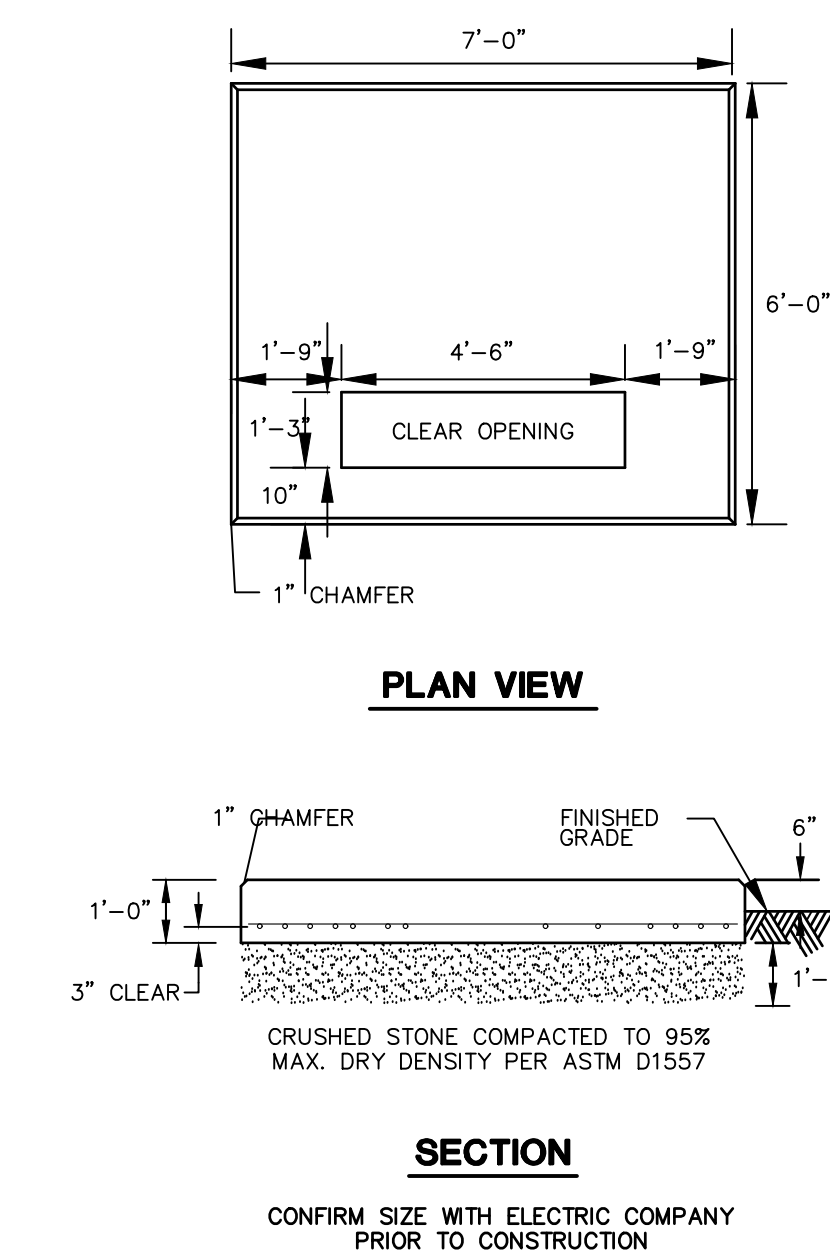 7'-0"
6'-0"
1'-9" 4'-6" 1'-9"
1'-3" CLEAR OPENING
10"
1" CHAMFER
PLAN VIEW
1" CHAMFER
FINISHED
GRADE
6"
1'-0"
3" CLEAR
1'-
CRUSHED STONE COMPACTED TO 95%
MAX. DRY DENSITY PER ASTM D1557
SECTION
CONFIRM SIZE WITH ELECTRIC COMPANY
PRIOR TO CONSTRUCTION